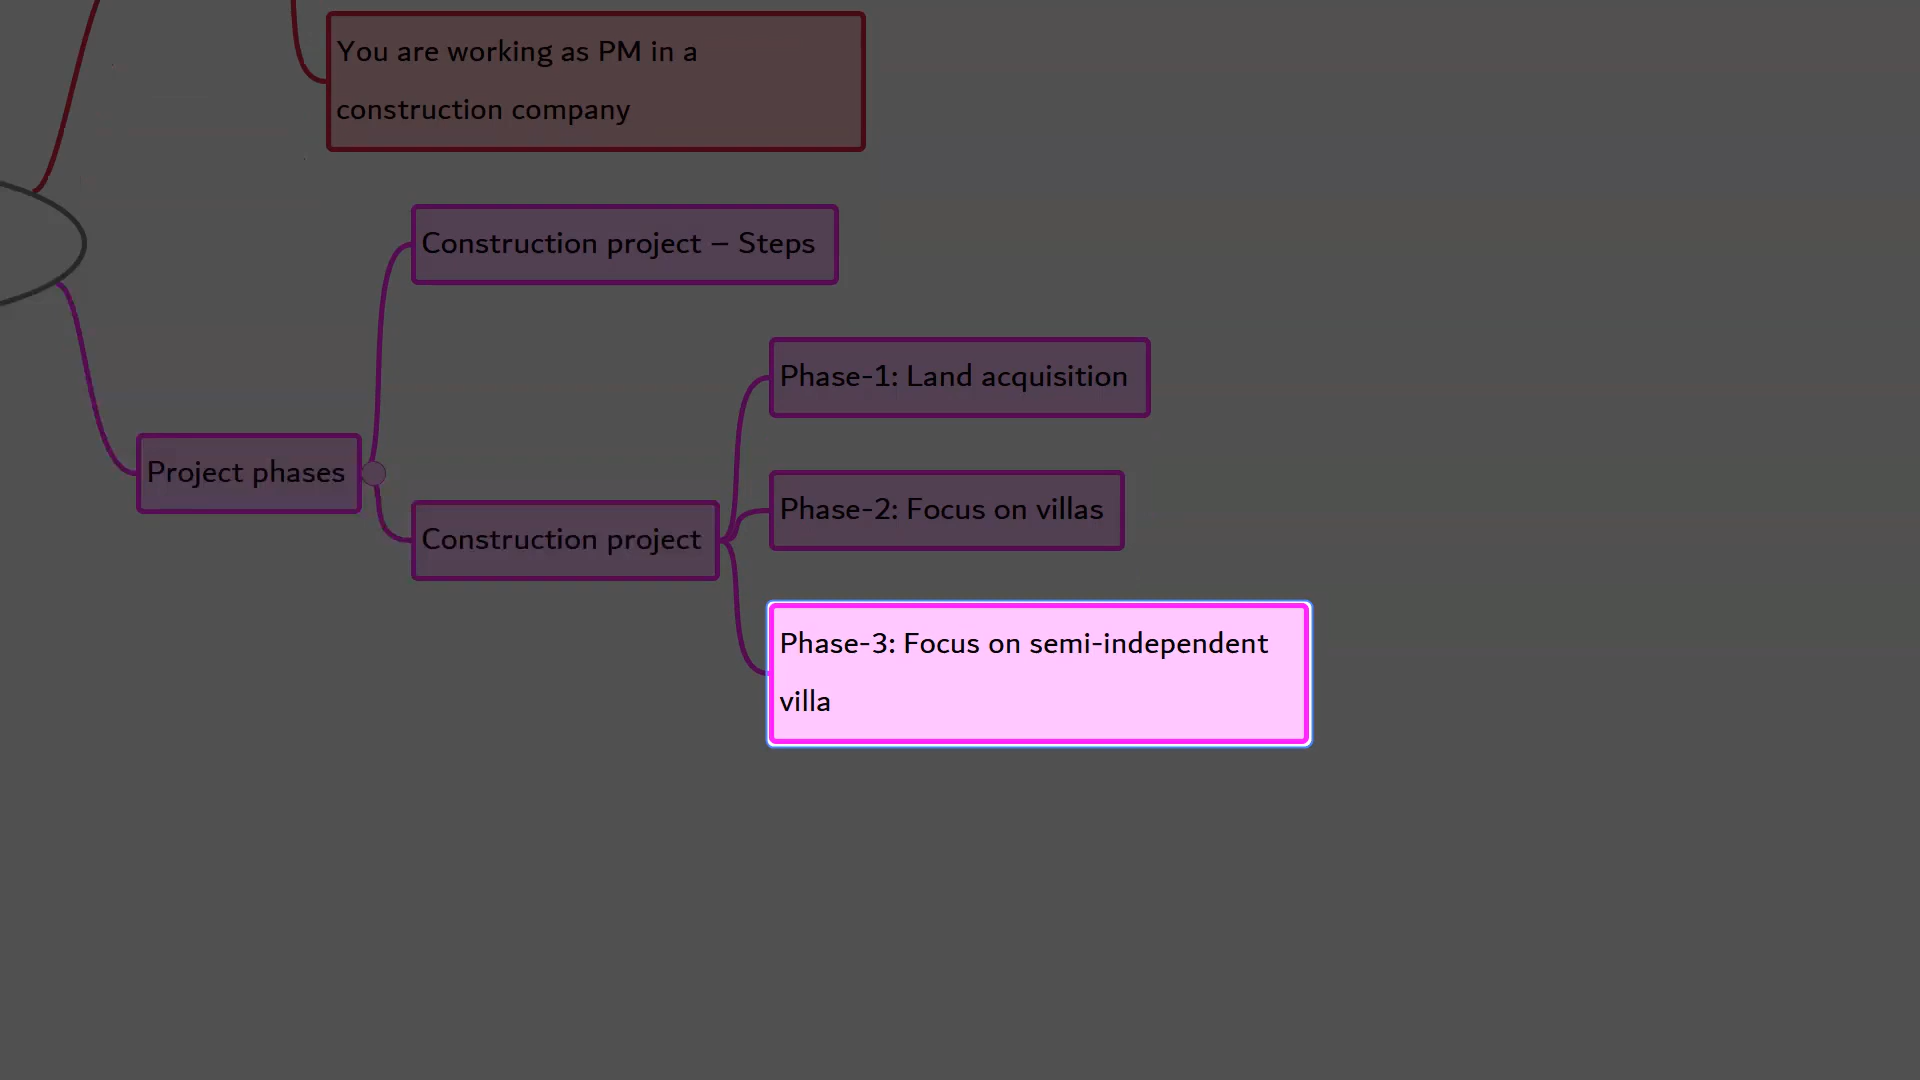 You are working as PM in a
construction company
Construction project – Steps
Phase-1: Land acquisition
Project phases
Phase-2: Focus on villas
Construction project
Phase-3: Focus on semi-independent
villa